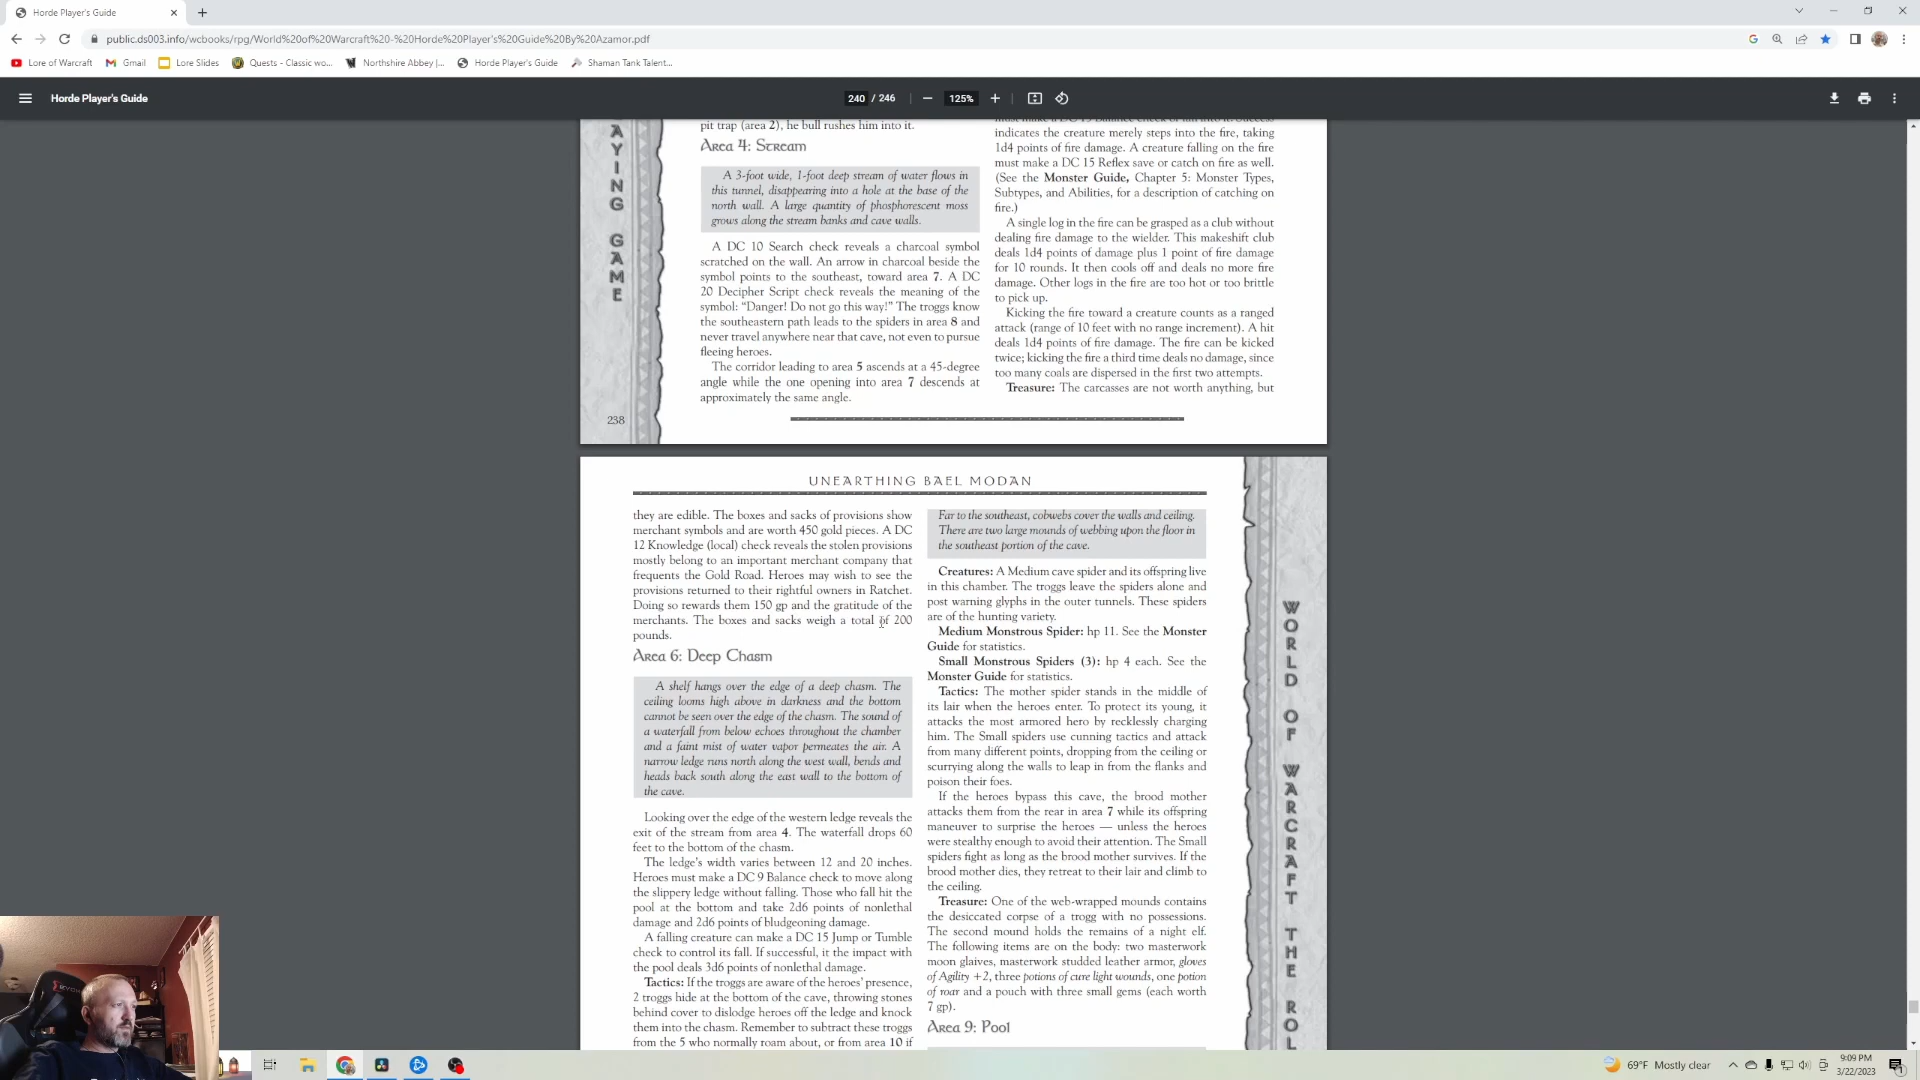 Horde Player's Guide
public.ds003.info/wcbooks/rpg/World%20of%20Warcraft%20-%20Horde%20Player's%20Guide%20By%20Azamor.pdf
Lore of Warcraft
Gmail
Lore Slides
Quests - Classic wo...
Northshire Abbey |...
Horde Player's Guide
Shaman Tank Talent...
Horde Player's Guide
240 / 246
125%
AYING GAME
pit trap (area 2), he bull rushes him into it.
Area 4: Stream
A 3-foot wide, 1-foot deep stream of water flows in
this tunnel, disappearing into a hole at the base of the
north wall. A large quantity of phosphorescent moss
grows along the stream banks and cave walls.
A DC 10 Search check reveals a charcoal symbol
scratched on the wall. An arrow in charcoal beside the
symbol points to the southeast, toward area 7. A DC
20 Decipher Script check reveals the meaning of the
symbol: “Danger! Do not go this way!” The troggs know
the southeastern path leads to the spiders in area 8 and
never travel anywhere near that cave, not even to pursue
fleeing heroes.
The corridor leading to area 5 ascends at a 45-degree
angle while the one opening into area 7 descends at
approximately the same angle.
238
must make a DC 15 Balance check or fall into it. Success
indicates the creature merely steps into the fire, taking
1d4 points of fire damage. A creature falling on the fire
must make a DC 15 Reflex save or catch on fire as well.
(See the Monster Guide, Chapter 5: Monster Types,
Subtypes, and Abilities, for a description of catching on
fire.)
A single log in the fire can be grasped as a club without
dealing fire damage to the wielder. This makeshift club
deals 1d4 points of damage plus 1 point of fire damage
for 10 rounds. It then cools off and deals no more fire
damage. Other logs in the fire are too hot or too brittle
to pick up.
Kicking the fire toward a creature counts as a ranged
attack (range of 10 feet with no range increment). A hit
deals 1d4 points of fire damage. The fire can be kicked
twice; kicking the fire a third time deals no damage, since
too many coals are dispersed in the first two attempts.
Treasure: The carcasses are not worth anything, but
UNEARTHING BAEL MODAN
they are edible. The boxes and sacks of provisions show
merchant symbols and are worth 450 gold pieces. A DC
12 Knowledge (local) check reveals the stolen provisions
mostly belong to an important merchant company that
frequents the Gold Road. Heroes may wish to see the
provisions returned to their rightful owners in Ratchet.
Doing so rewards them 150 gp and the gratitude of the
merchants. The boxes and sacks weigh a total of 200
pounds.
Area 6: Deep Chasm
A shelf hangs over the edge of a deep chasm. The
ceiling looms high above in darkness and the bottom
cannot be seen over the edge of the chasm. The sound of
a waterfall from below echoes throughout the chamber
and a faint mist of water vapor permeates the air. A
narrow ledge runs north along the west wall, bends and
heads back south along the east wall to the bottom of
the cave.
Looking over the edge of the western ledge reveals the
exit of the stream from area 4. The waterfall drops 60
feet to the bottom of the chasm.
The ledge's width varies between 12 and 20 inches.
Heroes must make a DC 9 Balance check to move along
the slippery ledge without falling. Those who fall hit the
pool at the bottom and take 2d6 points of nonlethal
damage and 2d6 points of bludgeoning damage.
A falling creature can make a DC 15 Jump or Tumble
check to control its fall. If successful, it the impact with
the pool deals 3d6 points of nonlethal damage.
Tactics: If the troggs are aware of the heroes' presence,
2 troggs hide at the bottom of the cave, throwing stones
behind cover to dislodge heroes off the ledge and knock
them into the chasm. Remember to subtract these troggs
from the 5 who normally roam about, or from area 10 if
Far to the southeast, cobwebs cover the walls and ceiling.
There are two large mounds of webbing upon the floor in
the southeast portion of the cave.
Creatures: A Medium cave spider and its offspring live
in this chamber. The troggs leave the spiders alone and
post warning glyphs in the outer tunnels. These spiders
are of the hunting variety.
Medium Monstrous Spider: hp 11. See the Monster
Guide for statistics.
Small Monstrous Spiders (3): hp 4 each. See the
Monster Guide for statistics.
Tactics: The mother spider stands in the middle of
its lair when the heroes enter. To protect its young, it
attacks the most armored hero by recklessly charging
him. The Small spiders use cunning tactics and attack
from many different points, dropping from the ceiling or
scurrying along the walls to leap in from the flanks and
poison their foes.
If the heroes bypass this cave, the brood mother
attacks them from the rear in area 7 while its offspring
maneuver to surprise the heroes — unless the heroes
were stealthy enough to avoid their attention. The Small
spiders fight as long as the brood mother survives. If the
brood mother dies, they retreat to their lair and climb to
the ceiling.
Treasure: One of the web-wrapped mounds contains
the desiccated corpse of a trogg with no possessions.
The second mound holds the remains of a night elf.
The following items are on the body: two masterwork
moon glaives, masterwork studded leather armor, gloves
of Agility +2, three potions of cure light wounds, one potion
of roar and a pouch with three small gems (each worth
7 gp).
Area 9: Pool
WORLD OF WARCRAFT THE ROL
69°F Mostly clear
9:09 PM
3/22/2023